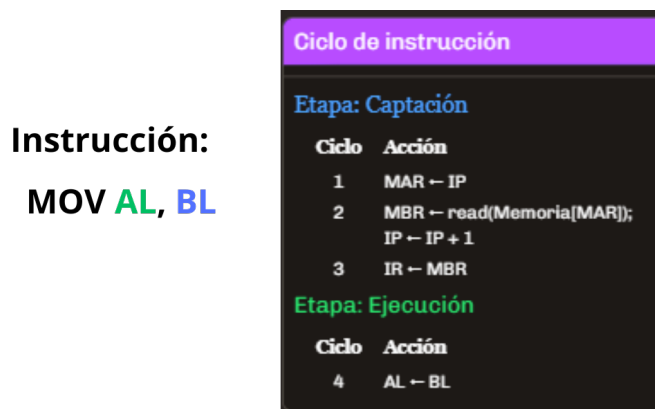 Instrucción:
MOV AL, BL
Ciclo de instrucción
Etapa: Captación
Ciclo Acción
1 MAR ← IP
2 MBR ← read(Memoria[MAR]);
IP ← IP + 1
3 IR ← MBR
Etapa: Ejecución
Ciclo Acción
4 AL ← BL